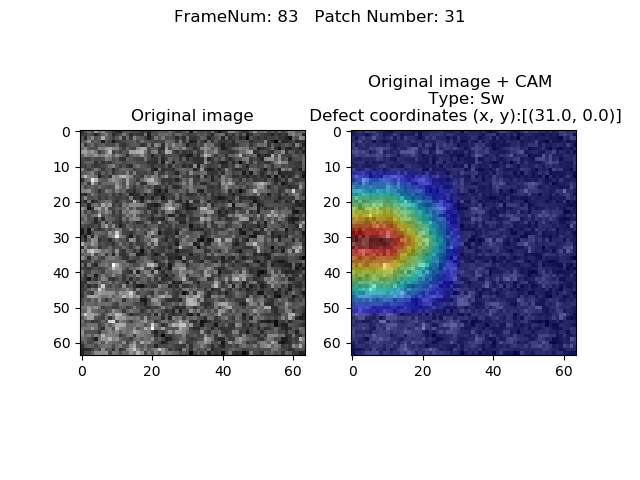 FrameNum: 83   Patch Number: 31
Original image
0
10
20
30
40
50
60
0 20 40 60
Original image + CAM
Type: Sw
Defect coordinates (x, y):[(31.0, 0.0)]
0
10
20
30
40
50
60
0 20 40 60